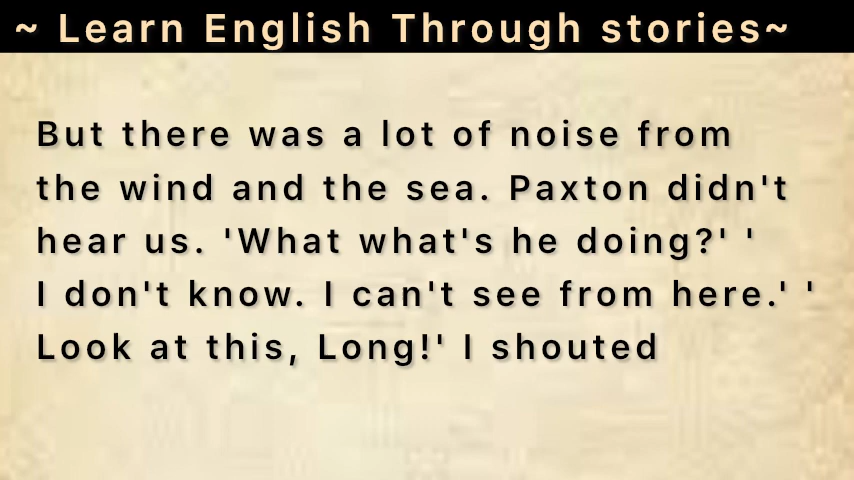 ~ Learn English Through stories~
But there was a lot of noise from
the wind and the sea. Paxton didn't
hear us. 'What what's he doing?' '
I don't know. I can't see from here.' '
Look at this, Long!' I shouted